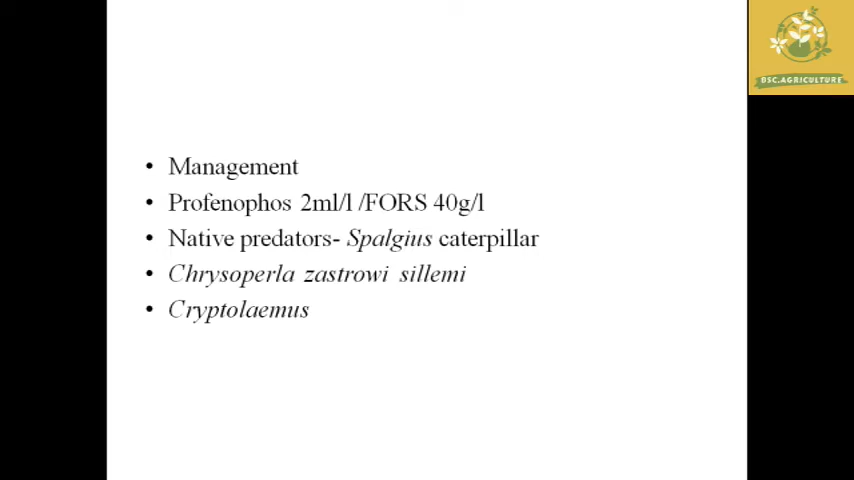 DSC.AGRICULTURE
• Management
• Profenophos 2ml/l /FORS 40g/l
• Native predators- Spalgius caterpillar
• Chrysoperla zastrowi sillemi
• Cryptolaemus